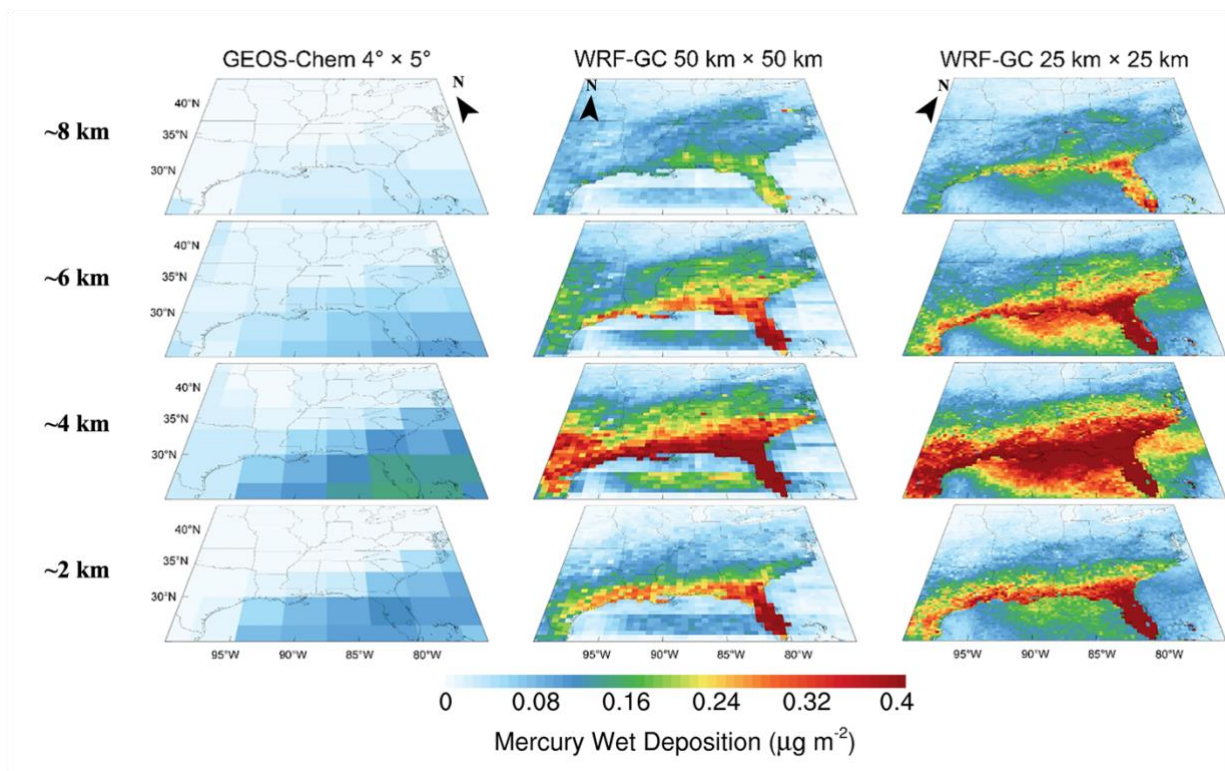 GEOS-Chem 4° × 5° WRF-GC 50 km × 50 km WRF-GC 25 km × 25 km
N N N
~8 km
40°N
35°N
30°N
~6 km
40°N
35°N
30°N
~4 km
40°N
35°N
30°N
~2 km
40°N
35°N
30°N
95°W 90°W 85°W 80°W 95°W 90°W 85°W 80°W 95°W 90°W 85°W 80°W
0 0.08 0.16 0.24 0.32 0.4
Mercury Wet Deposition (μg m⁻²)